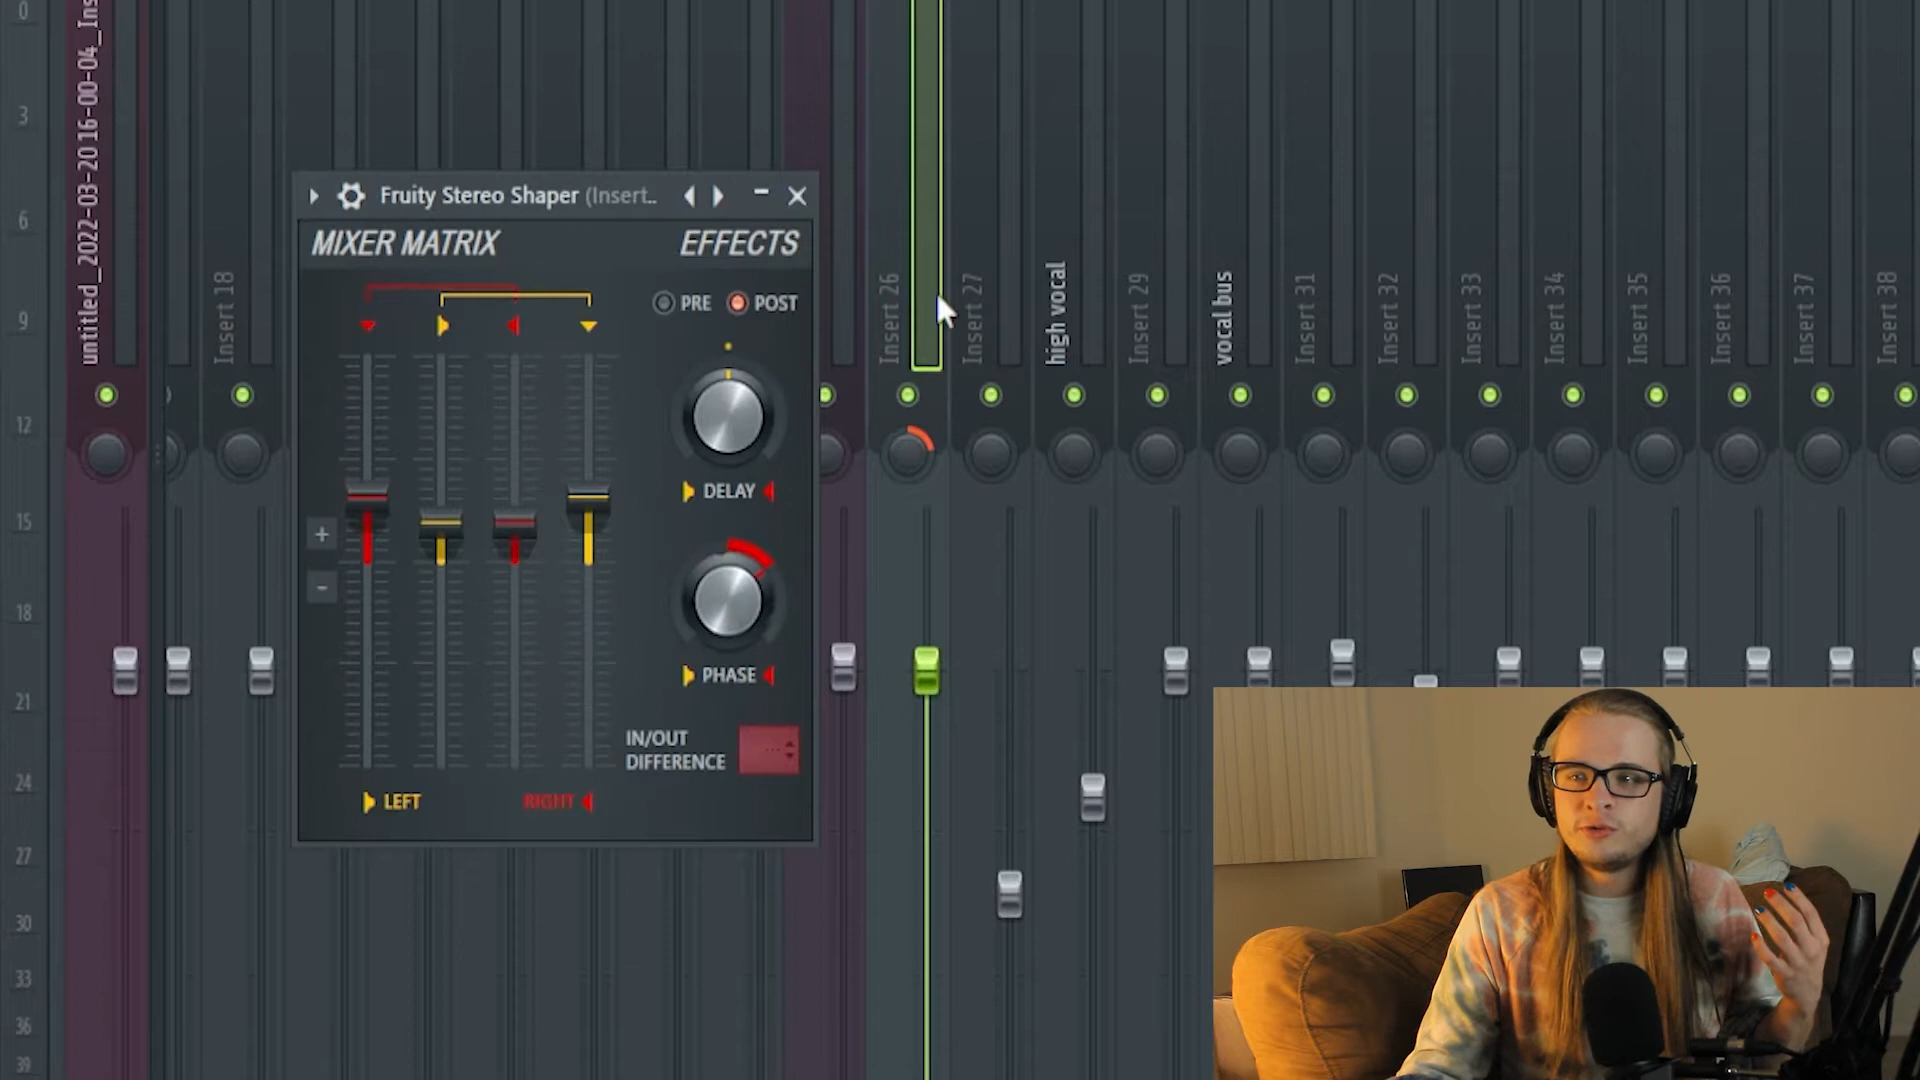 0
3
6
9
12
15
18
21
24
27
30
33
36
39
untitled_2022-03-20 16-00-04_Ins
Insert 18
Fruity Stereo Shaper (Insert..
MIXER MATRIX
EFFECTS
PRE
POST
DELAY
+
-
PHASE
IN/OUT
DIFFERENCE
LEFT
RIGHT
Insert 26
Insert 27
high vocal
Insert 29
vocal bus
Insert 31
Insert 32
Insert 33
Insert 34
Insert 35
Insert 36
Insert 37
Insert 38